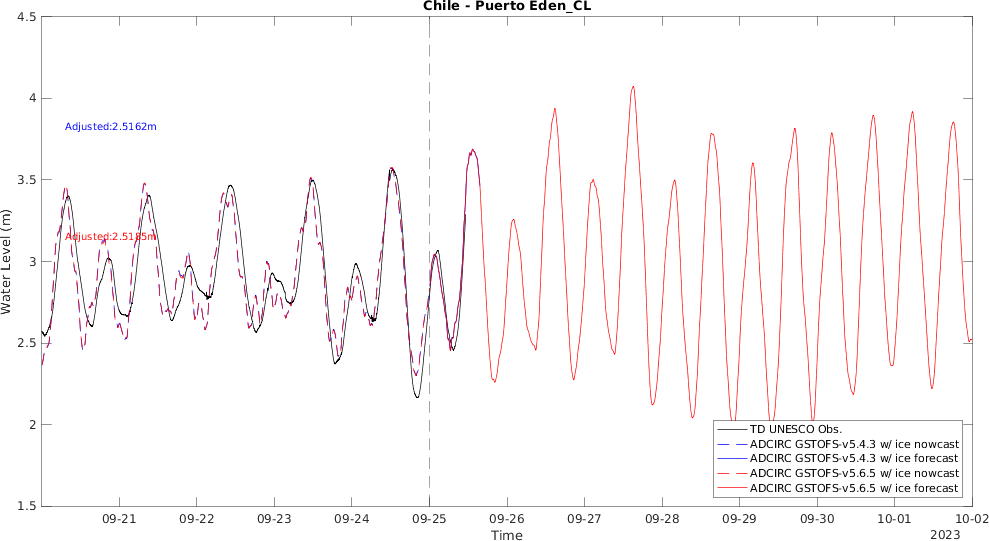 Chile - Puerto Eden_CL
4.5
4
3.5
3
2.5
2
1.5
Water Level (m)
Adjusted:2.5162m
Adjusted:2.5185m
TD UNESCO Obs.
ADCIRC GSTOFS-v5.4.3 w/ ice nowcast
ADCIRC GSTOFS-v5.4.3 w/ ice forecast
ADCIRC GSTOFS-v5.6.5 w/ ice nowcast
ADCIRC GSTOFS-v5.6.5 w/ ice forecast
09-21 09-22 09-23 09-24 09-25 09-26 09-27 09-28 09-29 09-30 10-01 10-02
Time
2023